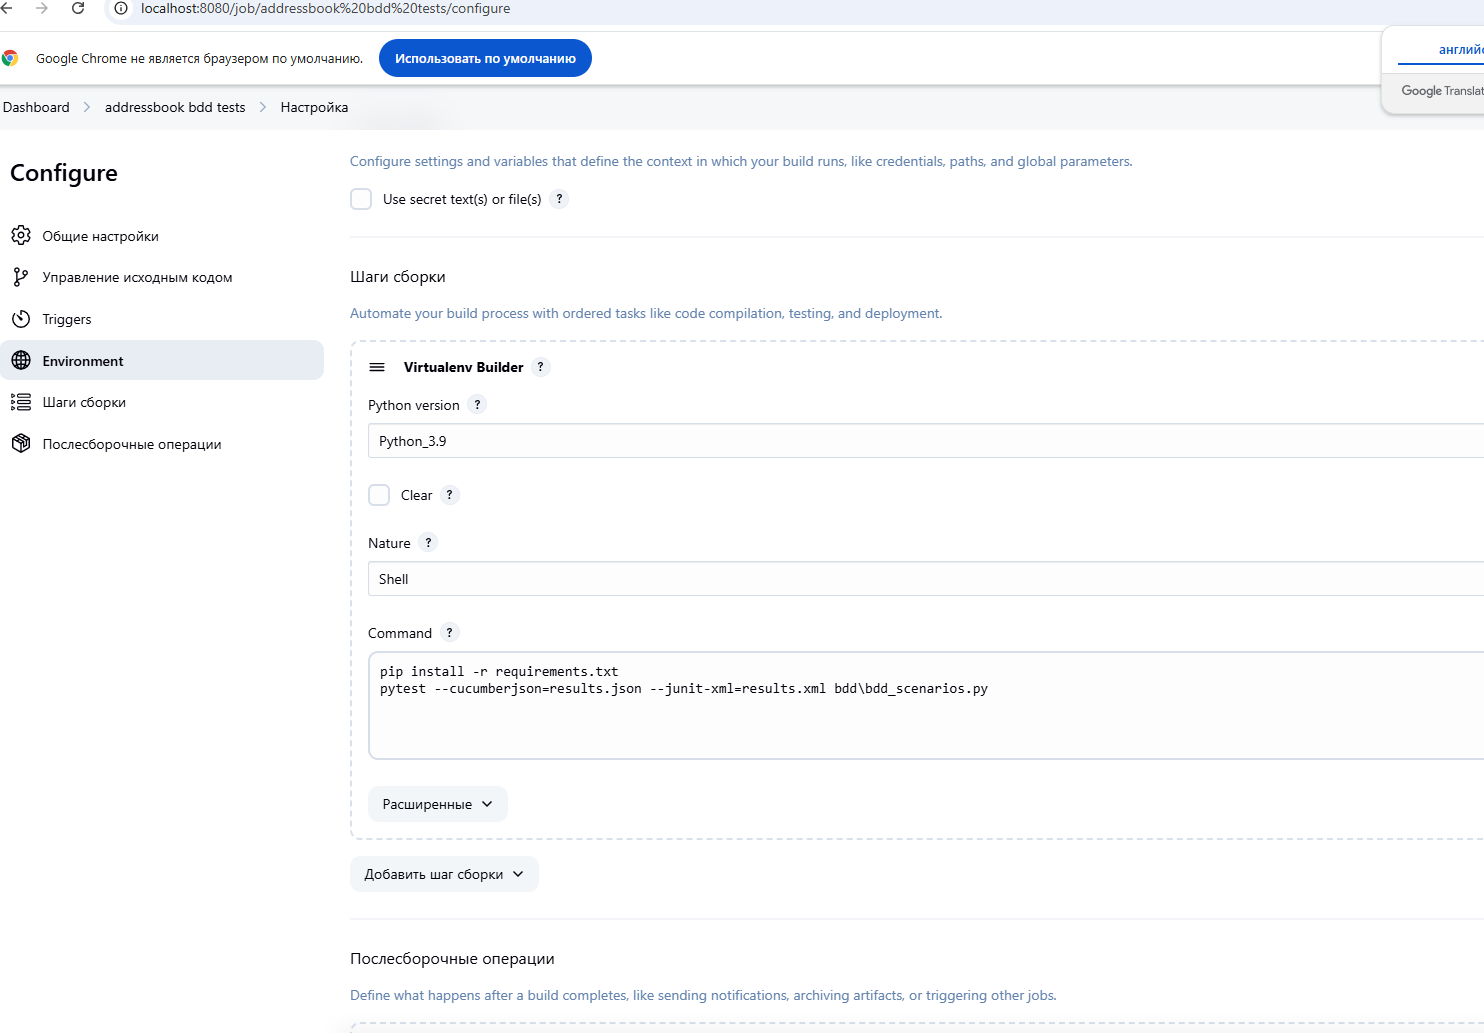 localhost:8080/job/addressbook%20bdd%20tests/configure
Google Chrome не является браузером по умолчанию.
Использовать по умолчанию
Google Translat
Dashboard > addressbook bdd tests > Настройка
Configure
Общие настройки
Управление исходным кодом
Triggers
Environment
Шаги сборки
Послесборочные операции
Configure settings and variables that define the context in which your build runs, like credentials, paths, and global parameters.
Use secret text(s) or file(s) ?
Шаги сборки
Automate your build process with ordered tasks like code compilation, testing, and deployment.
Virtualenv Builder ?
Python version ?
Python_3.9
Clear ?
Nature ?
Shell
Command ?
pip install -r requirements.txt
pytest --cucumberjson=results.json --junit-xml=results.xml bdd\bdd_scenarios.py
Расширенные
Добавить шаг сборки
Послесборочные операции
Define what happens after a build completes, like sending notifications, archiving artifacts, or triggering other jobs.